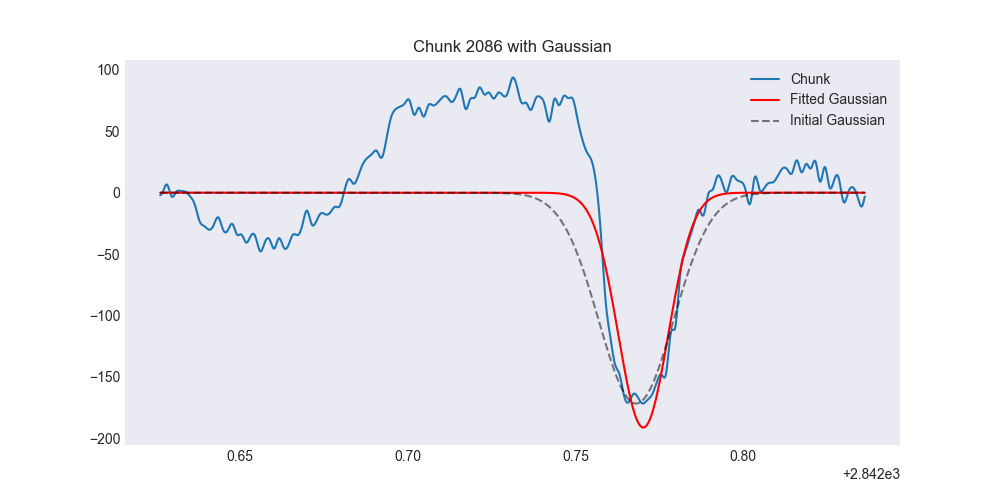 Chunk 2086 with Gaussian
100
50
0
−50
−100
−150
−200
Chunk
Fitted Gaussian
Initial Gaussian
0.65
0.70
0.75
0.80
+2.842e3